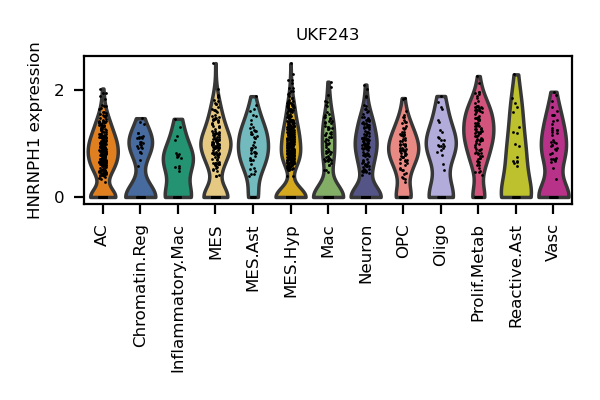 UKF243
HNRNPH1 expression
2
0
AC
Chromatin.Reg
Inflammatory.Mac
MES
MES.Ast
MES.Hyp
Mac
Neuron
OPC
Oligo
Prolif.Metab
Reactive.Ast
Vasc